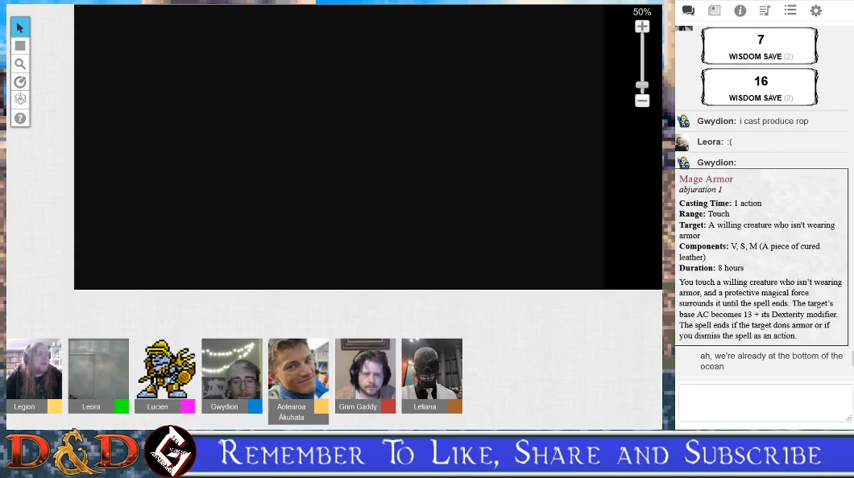 50%
7
WISDOM SAVE (2)
16
WISDOM SAVE (2)
Gwydion: i cast produce rop
Leora: :(
Gwydion:
Mage Armor
abjuration 1
Casting Time: 1 action
Range: Touch
Target: A willing creature who isn't wearing
armor
Components: V, S, M (A piece of cured
leather)
Duration: 8 hours
You touch a willing creature who isn't wearing
armor, and a protective magical force
surrounds it until the spell ends. The target's
base AC becomes 13 + its Dexterity modifier.
The spell ends if the target dons armor or if
you dismiss the spell as an action.
ah, we're already at the bottom of the
ocean
Legion
Leora
Lucien
Gwydion
Aotearoa
Ākuhata
Grim Gaddy
Leliana
D&D
REMEMBER TO LIKE, SHARE AND SUBSCRIBE